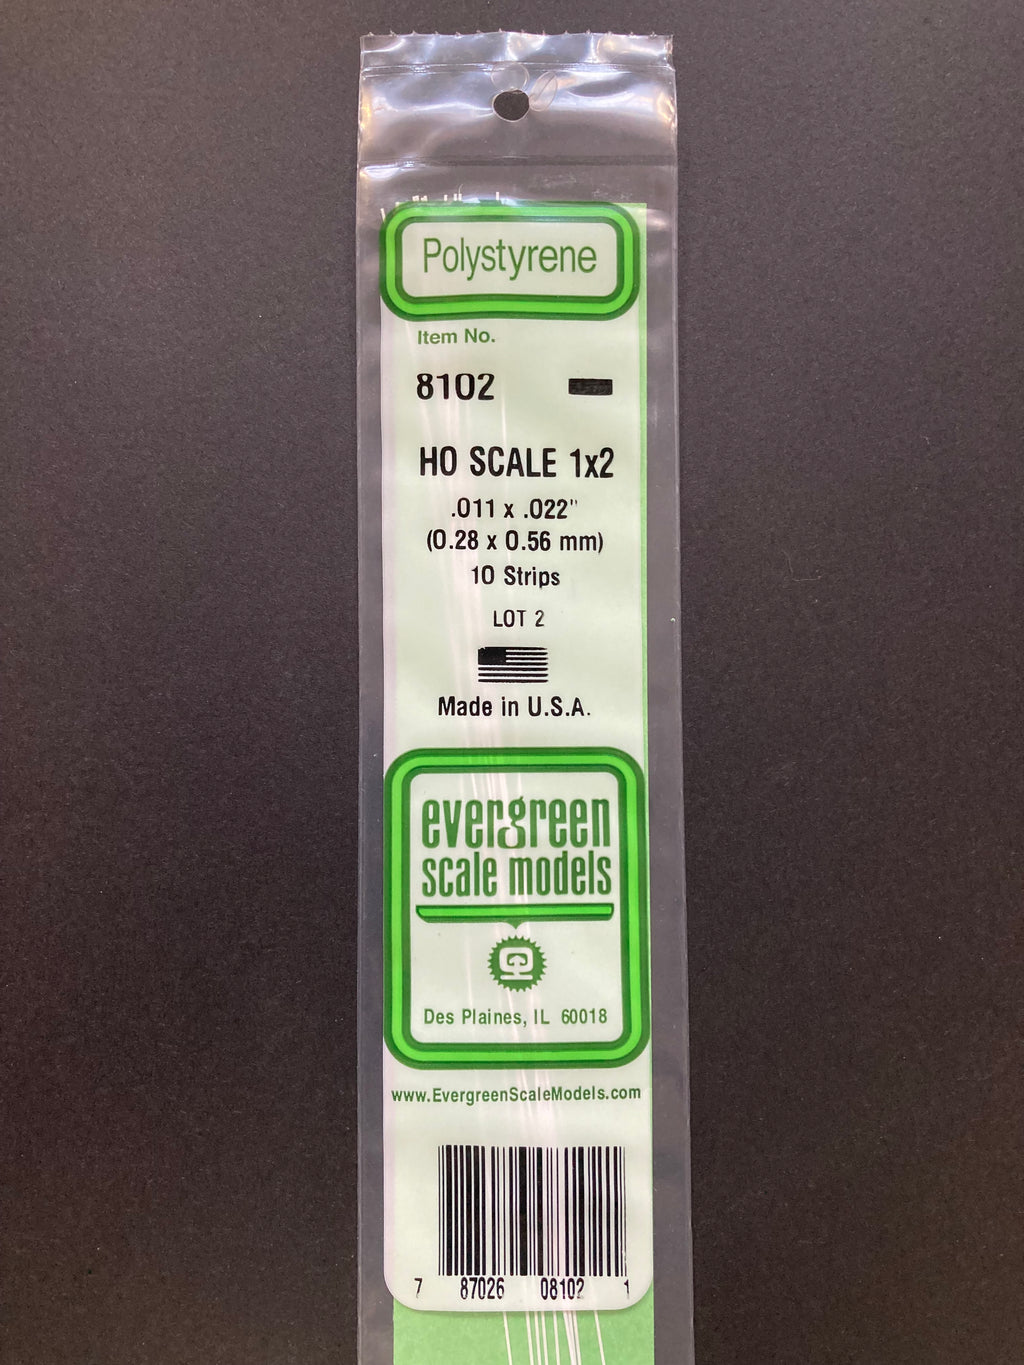 Polystyrene
Item No.
8102
HO SCALE 1x2
.011 x .022"
(0.28 x 0.56 mm)
10 Strips
LOT 2
Made in U.S.A.
evergreen
scale models
Des Plaines, IL 60018
www.EvergreenScaleModels.com
7 87026 08102 1